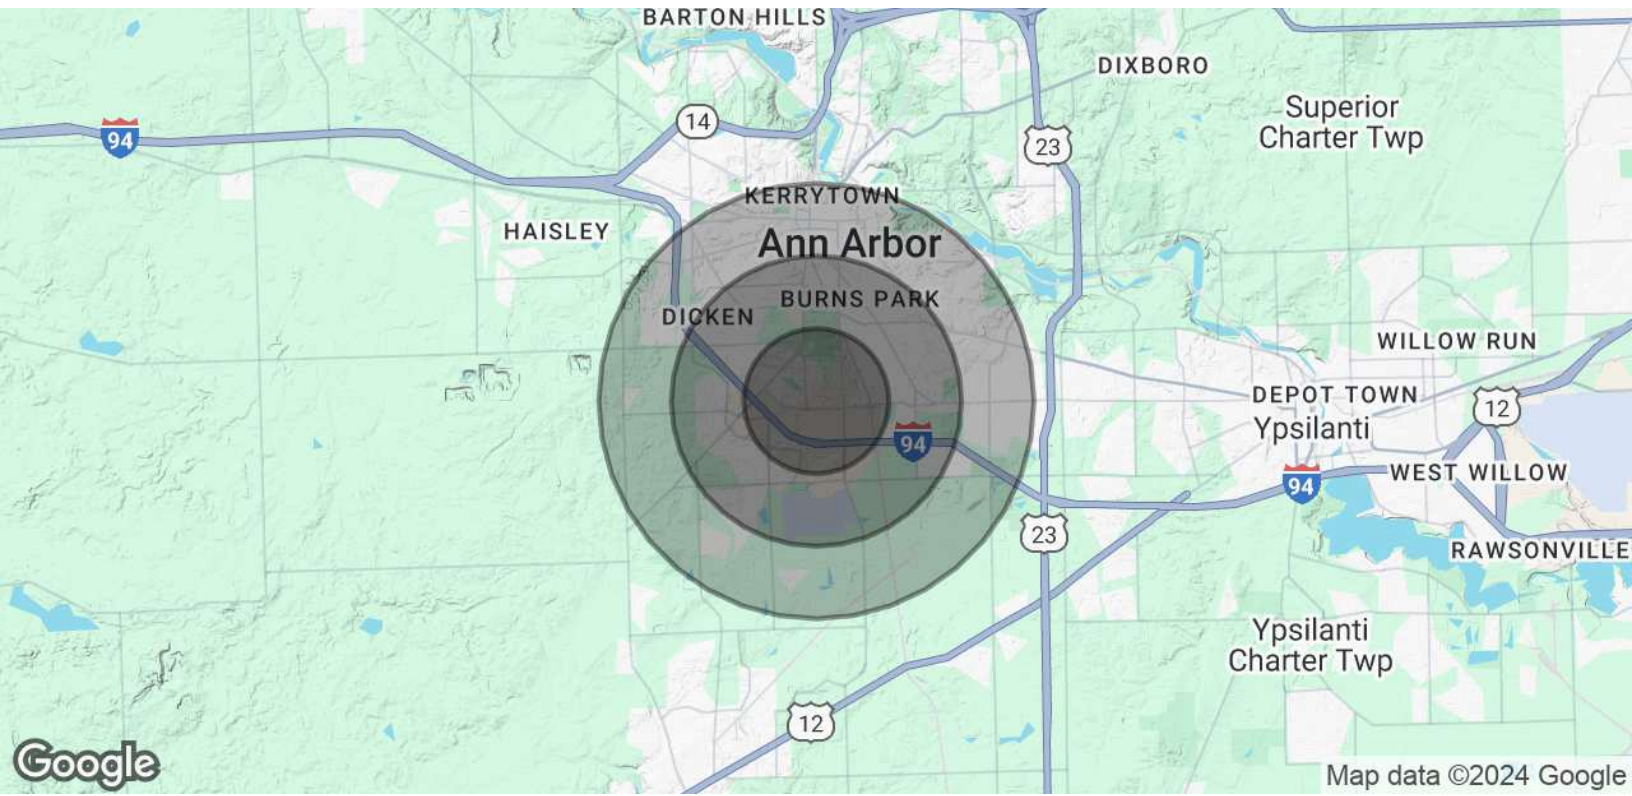 BARTON HILLS
DIXBORO
Superior
Charter Twp
94
14
23
KERRYTOWN
HAISLEY
Ann Arbor
BURNS PARK
DICKEN
WILLOW RUN
DEPOT TOWN
12
Ypsilanti
94
WEST WILLOW
94
23
RAWSONVILLE
Ypsilanti
Charter Twp
12
Google
Map data ©2024 Google